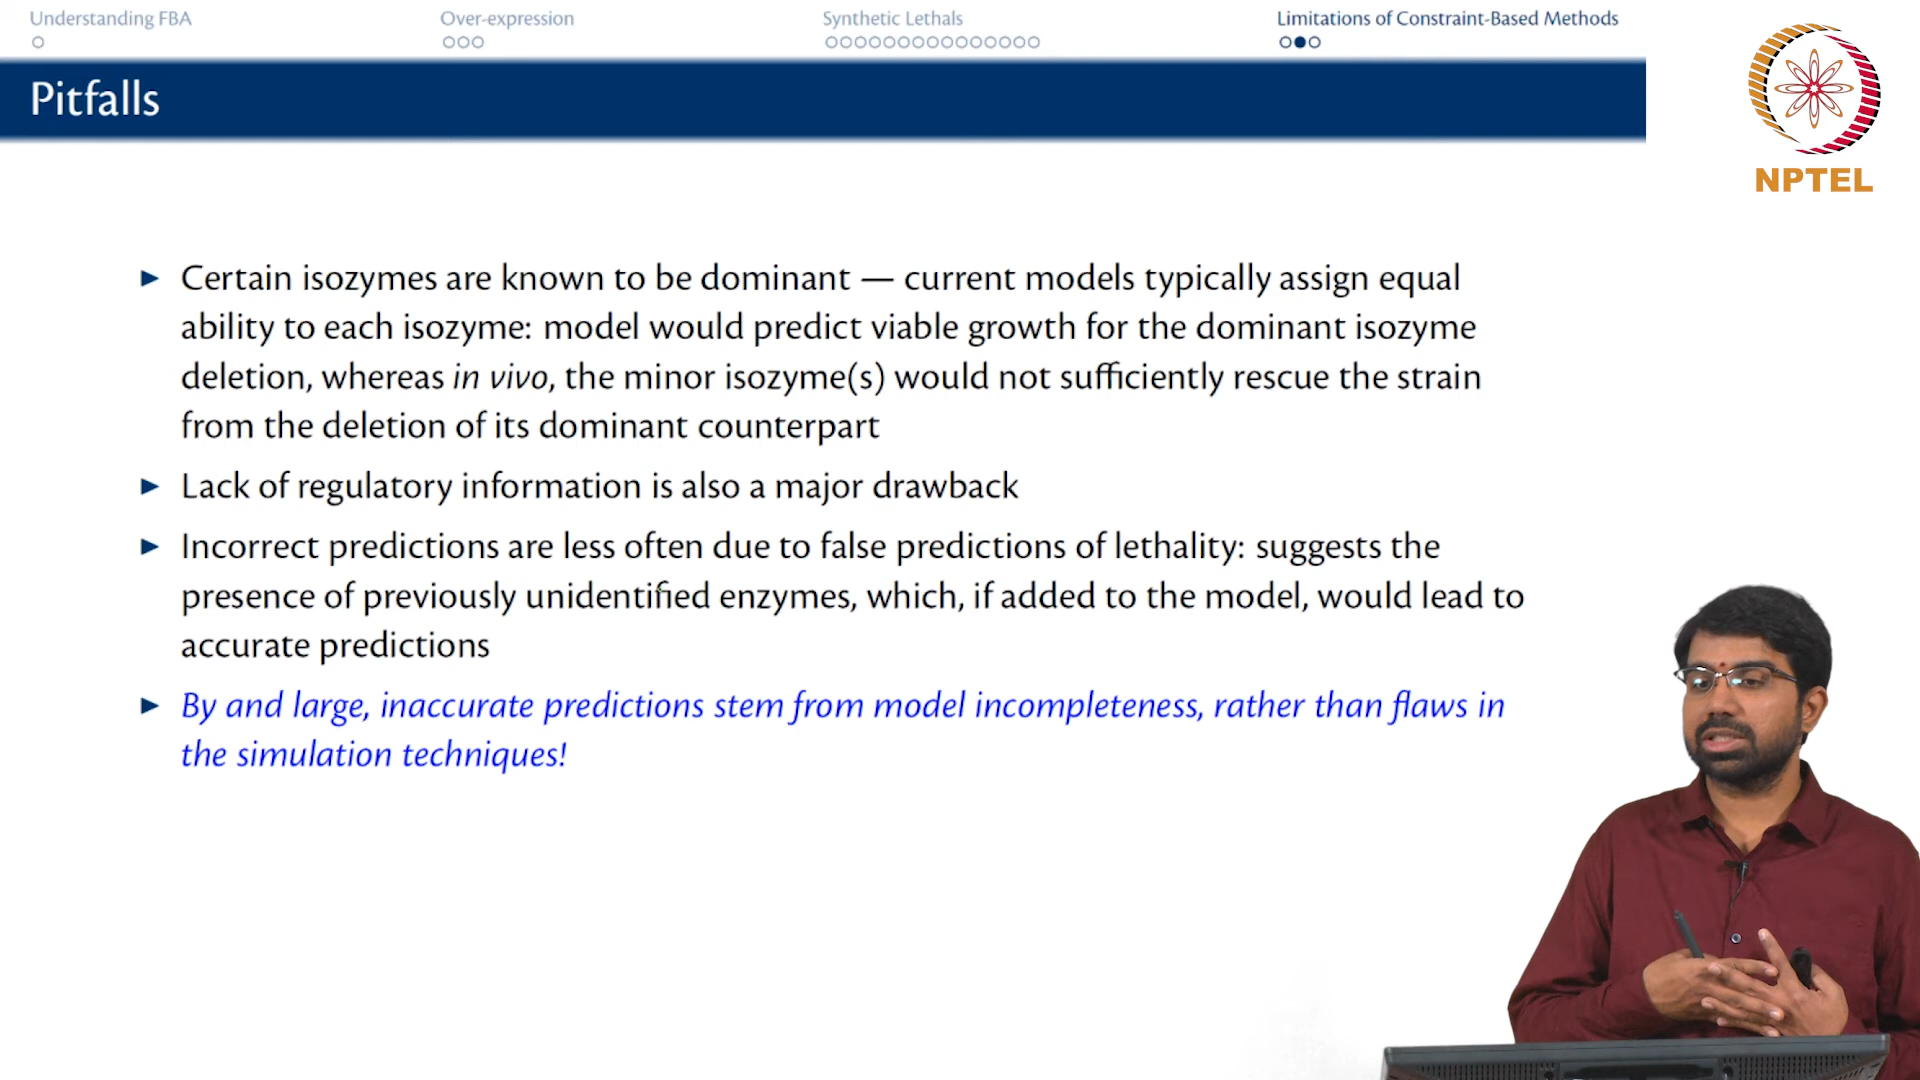 Understanding FBA
Over-expression
Synthetic Lethals
Limitations of Constraint-Based Methods
Pitfalls
NPTEL
► Certain isozymes are known to be dominant — current models typically assign equal
ability to each isozyme: model would predict viable growth for the dominant isozyme
deletion, whereas in vivo, the minor isozyme(s) would not sufficiently rescue the strain
from the deletion of its dominant counterpart
► Lack of regulatory information is also a major drawback
► Incorrect predictions are less often due to false predictions of lethality: suggests the
presence of previously unidentified enzymes, which, if added to the model, would lead to
accurate predictions
► By and large, inaccurate predictions stem from model incompleteness, rather than flaws in
the simulation techniques!